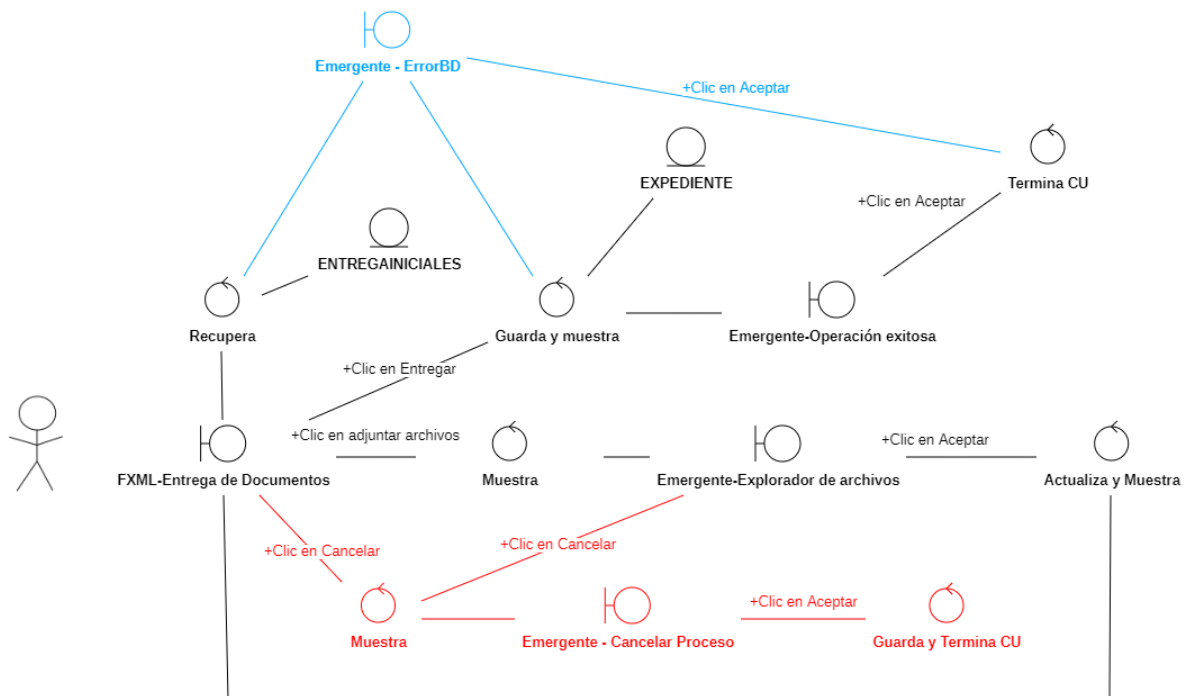 Emergente - ErrorBD
+Clic en Aceptar
EXPEDIENTE
Termina CU
+Clic en Aceptar
ENTREGAINICIALES
Recupera
Guarda y muestra
Emergente-Operación exitosa
+Clic en Entregar
+Clic en adjuntar archivos
+Clic en Aceptar
FXML-Entrega de Documentos
Muestra
Emergente-Explorador de archivos
Actualiza y Muestra
+Clic en Cancelar
+Clic en Cancelar
+Clic en Aceptar
Muestra
Emergente - Cancelar Proceso
Guarda y Termina CU